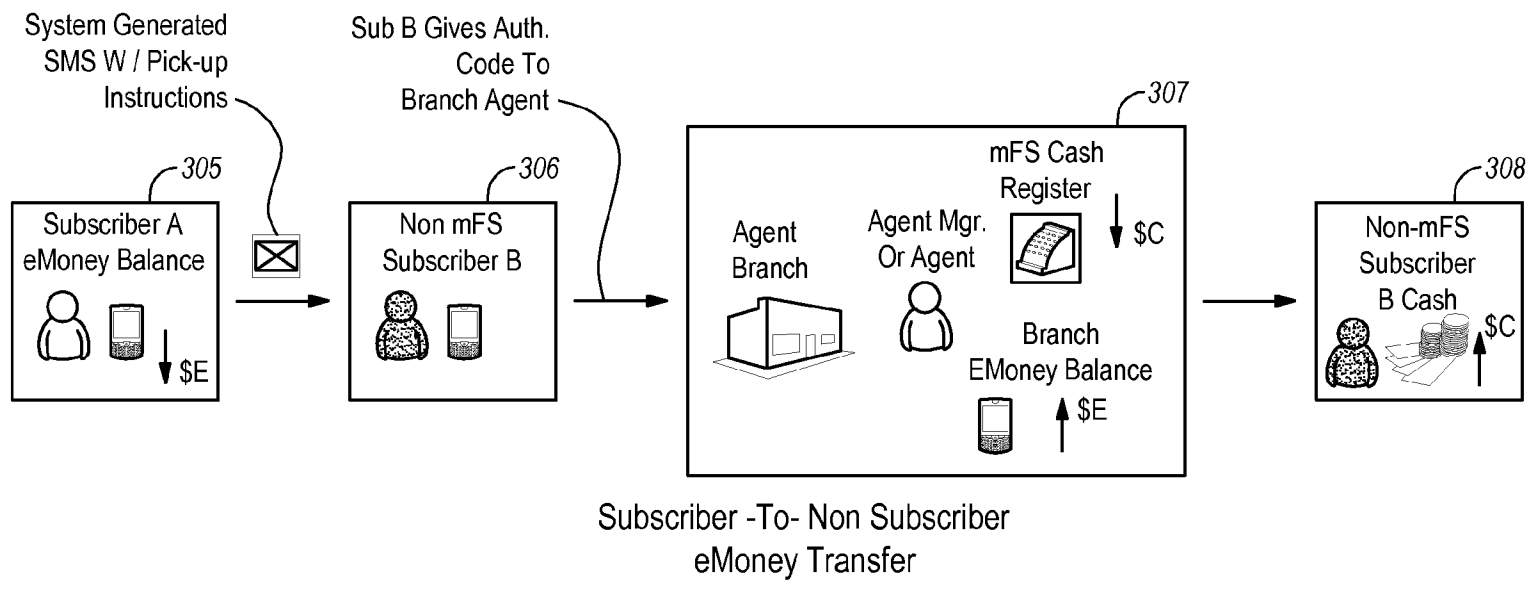 System Generated
SMS W / Pick-up
Instructions
Sub B Gives Auth.
Code To
Branch Agent
305
Subscriber A
eMoney Balance
$E
306
Non mFS
Subscriber B
307
mFS Cash
Register
$C
Agent
Branch
Agent Mgr.
Or Agent
Branch
EMoney Balance
$E
308
Non-mFS
Subscriber
B Cash
$C
Subscriber -To- Non Subscriber
eMoney Transfer